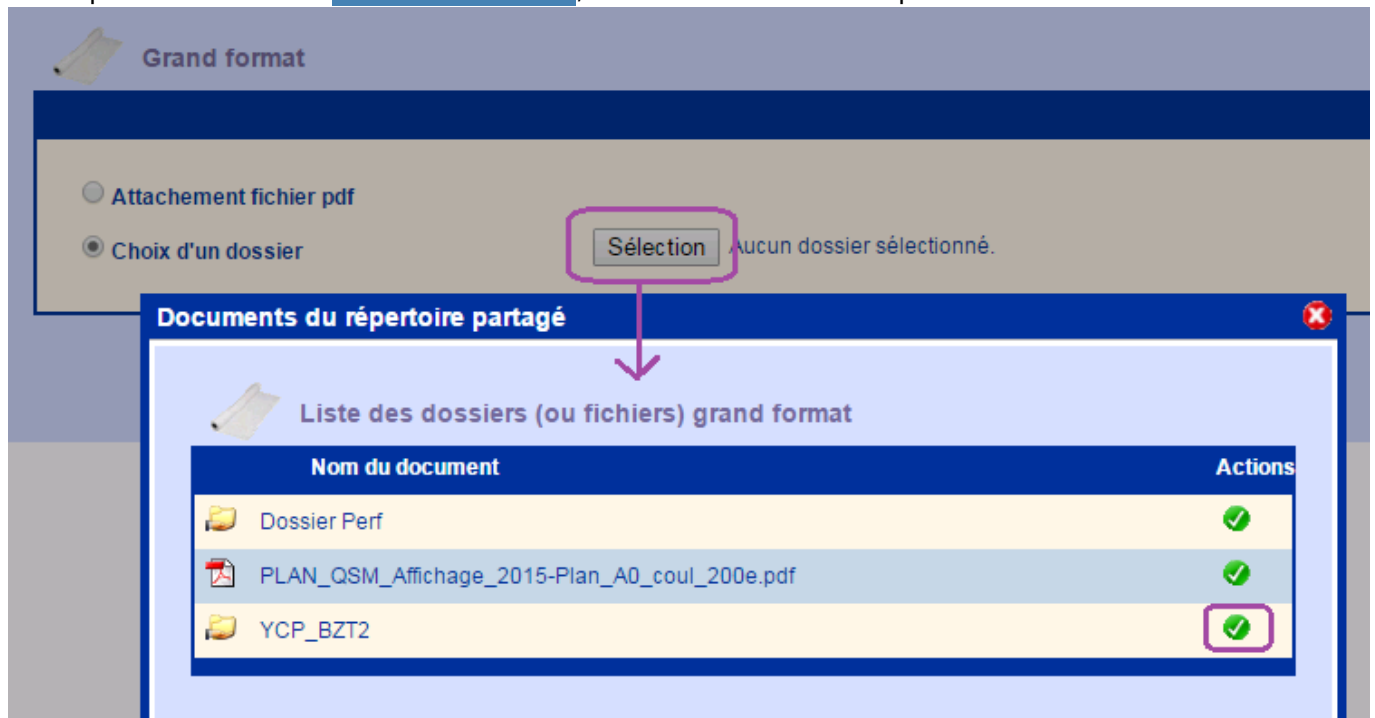 Grand format
Attachement fichier pdf
Choix d'un dossier
Sélection Aucun dossier sélectionné.
Documents du répertoire partagé
Liste des dossiers (ou fichiers) grand format
Nom du document Actions
Dossier Perf
PLAN_QSM_Affichage_2015-Plan_A0_coul_200e.pdf
YCP_BZT2